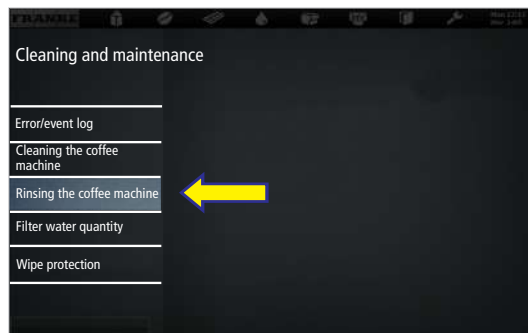 FRANKE
Cleaning and maintenance
Error/event log
Cleaning the coffee
machine
Rinsing the coffee machine
Filter water quantity
Wipe protection